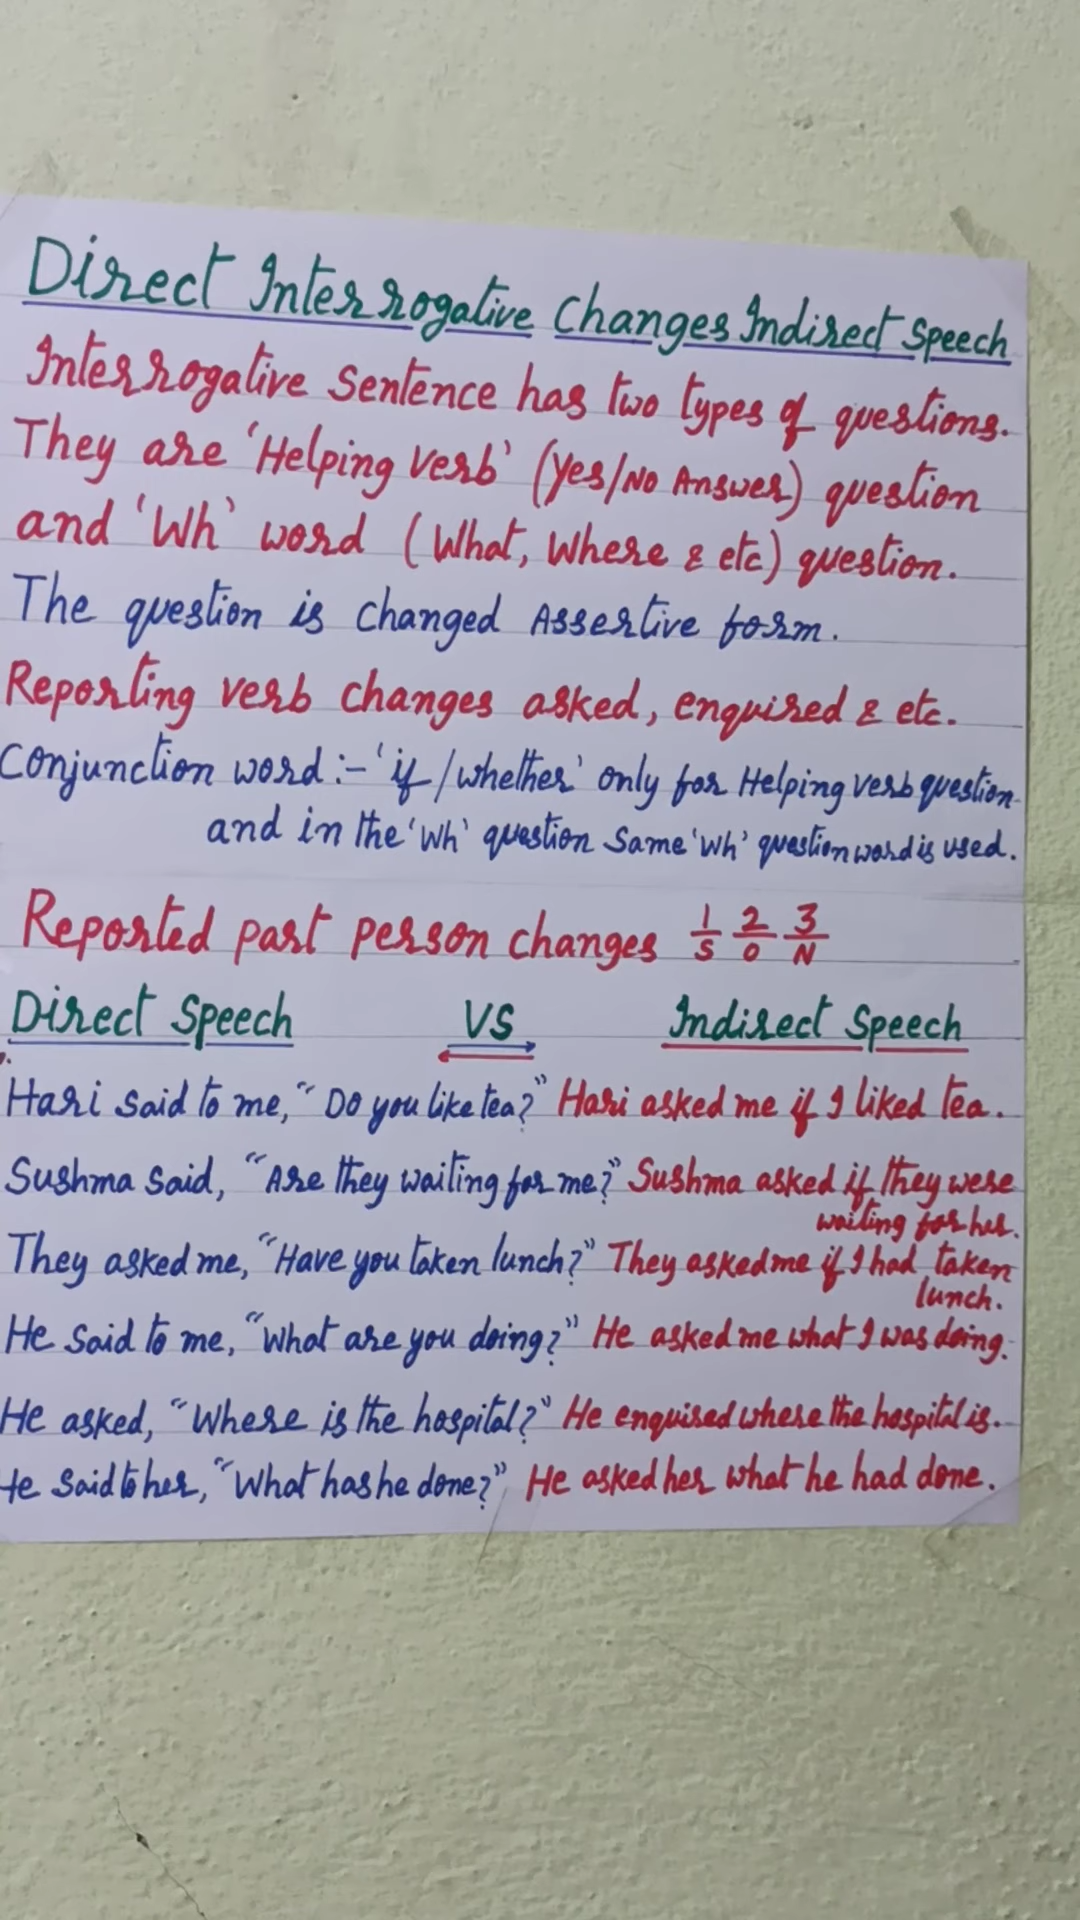 Direct Interrogative Changes Indirect Speech
Interrogative Sentence has two types of questions.
They are 'Helping verb' (Yes/No Answer) question
and 'Wh' word (What, Where & etc) question.
The question is changed Assertive form.
Reporting verb changes asked, enquired & etc.
Conjunction word :- 'if/whether' only for Helping verb question
and in the 'Wh' question Same 'Wh' question word is used.
Reported part person changes 1/S 2/O 3/N
Direct Speech VS Indirect Speech
Hari said to me, "Do you like tea?" Hari asked me if I liked tea.
Sushma said, "Are they waiting for me?" Sushma asked if they were
waiting for her.
They asked me, "Have you taken lunch?" They asked me if I had taken
lunch.
He said to me, "What are you doing?" He asked me what I was doing.
He asked, "Where is the hospital?" He enquired where the hospital is.
He said to her, "What has he done?" He asked her what he had done.